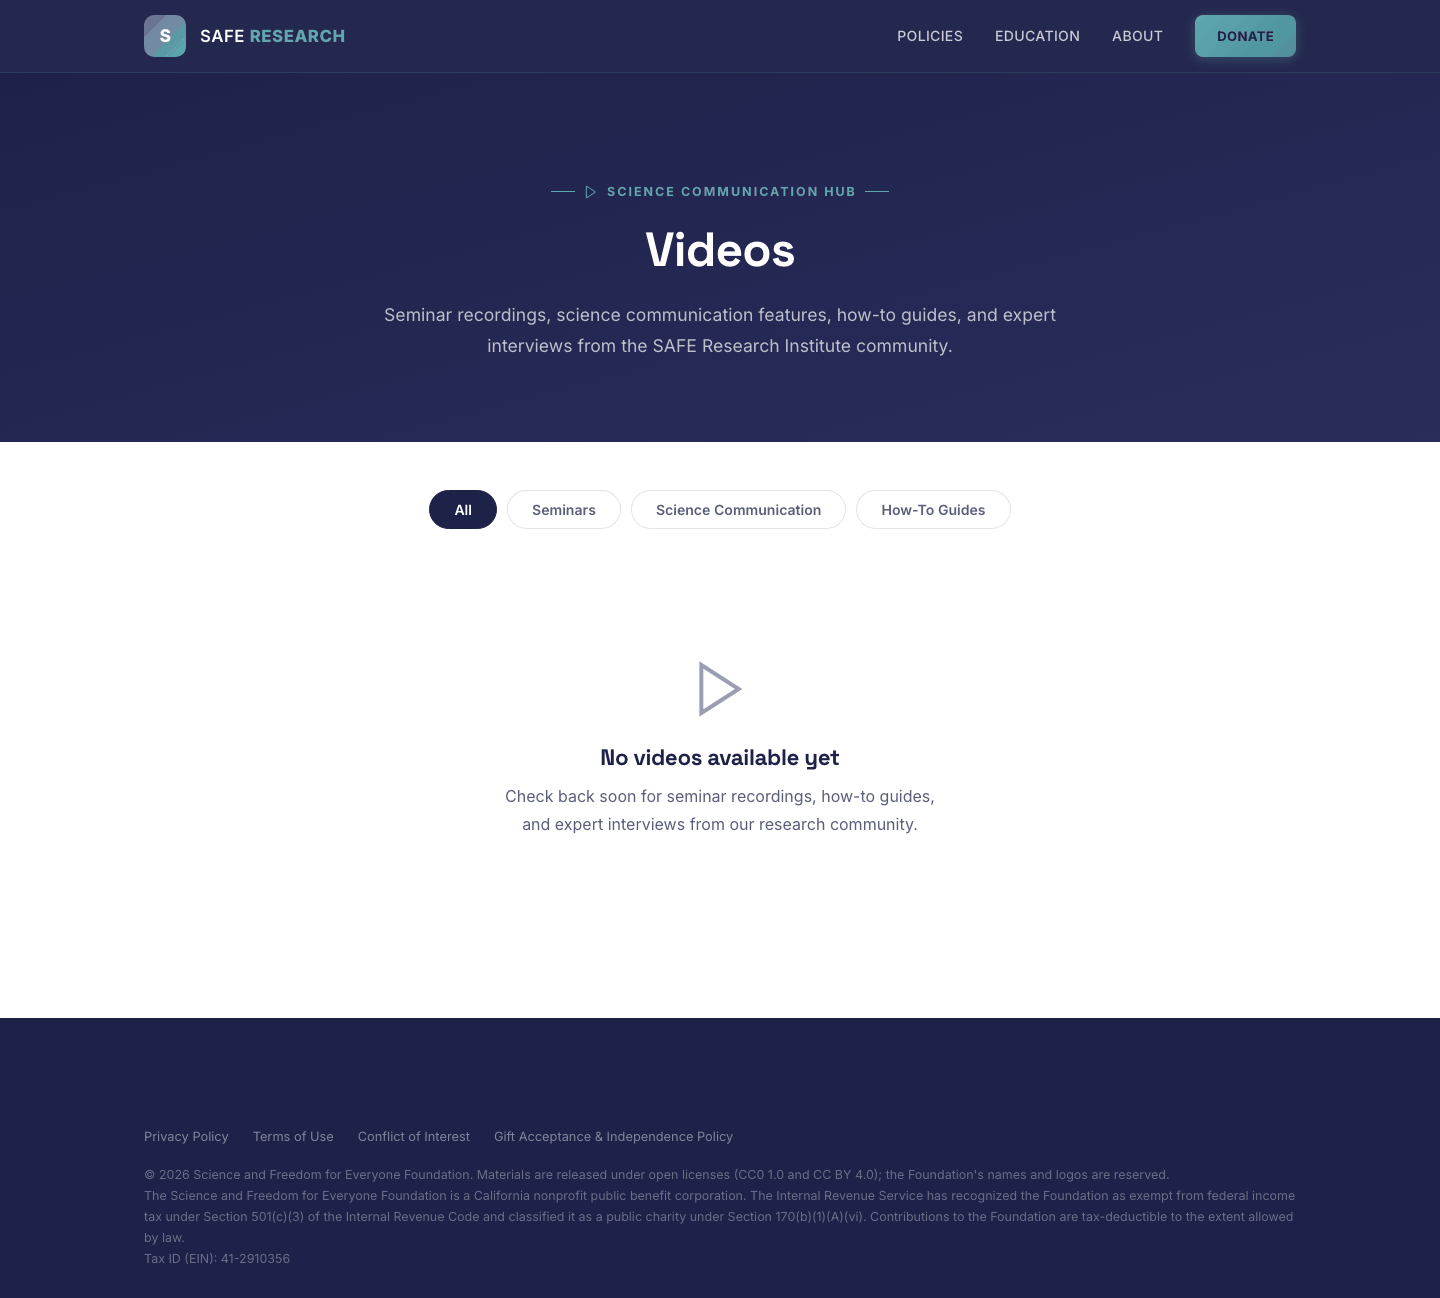 S
SAFE RESEARCH
POLICIES
EDUCATION
ABOUT
DONATE
SCIENCE COMMUNICATION HUB
Videos
Seminar recordings, science communication features, how-to guides, and expert
interviews from the SAFE Research Institute community.
All
Seminars
Science Communication
How-To Guides
No videos available yet
Check back soon for seminar recordings, how-to guides,
and expert interviews from our research community.
Privacy Policy
Terms of Use
Conflict of Interest
Gift Acceptance & Independence Policy
© 2026 Science and Freedom for Everyone Foundation. Materials are released under open licenses (CC0 1.0 and CC BY 4.0); the Foundation's names and logos are reserved.
The Science and Freedom for Everyone Foundation is a California nonprofit public benefit corporation. The Internal Revenue Service has recognized the Foundation as exempt from federal income
tax under Section 501(c)(3) of the Internal Revenue Code and classified it as a public charity under Section 170(b)(1)(A)(vi). Contributions to the Foundation are tax-deductible to the extent allowed
by law.
Tax ID (EIN): 41-2910356